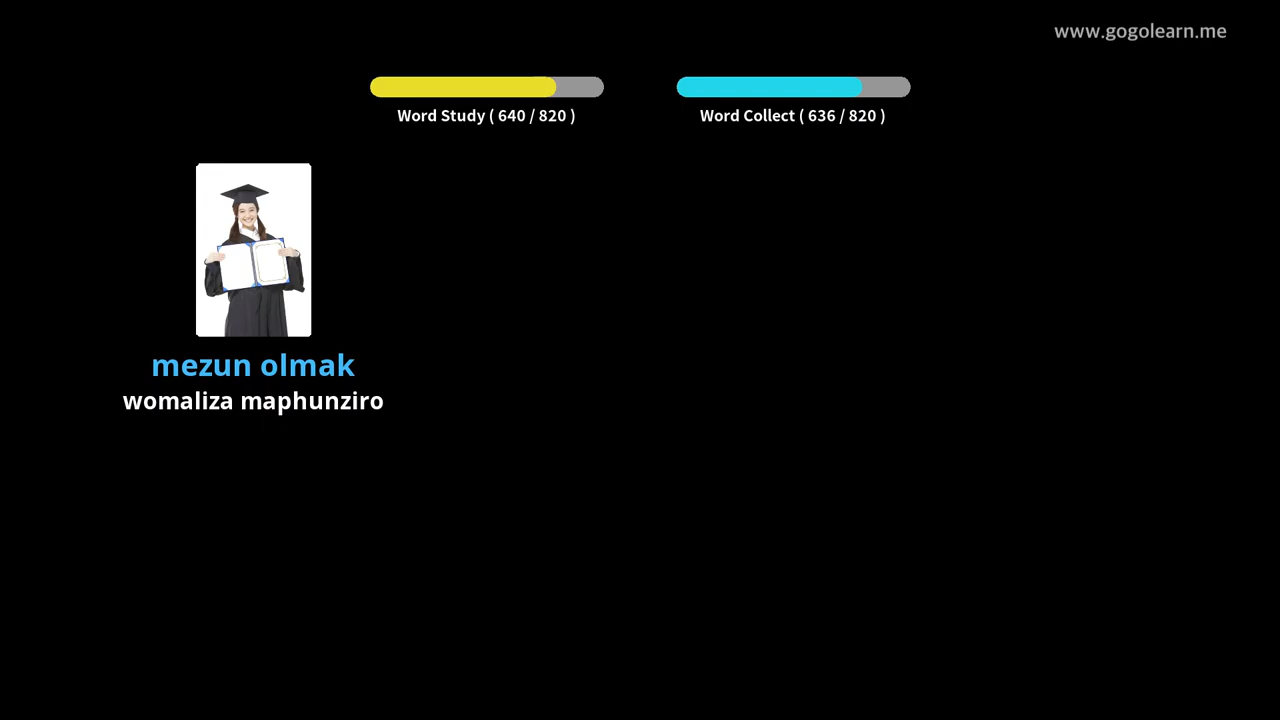 www.gogolearn.me
Word Study ( 640 / 820 )
Word Collect ( 636 / 820 )
mezun olmak
womaliza maphunziro